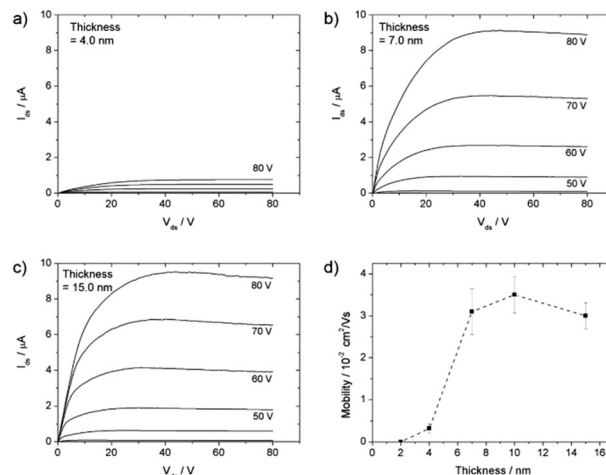 a)
Thickness
= 4.0 nm
I_ds / μA
10
8
6
4
2
0
80 V
0 20 40 60 80
V_ds / V
b)
Thickness
= 7.0 nm
I_ds / μA
10
8
6
4
2
0
80 V
70 V
60 V
50 V
0 20 40 60 80
V_ds / V
c)
Thickness
= 15.0 nm
I_ds / μA
10
8
6
4
2
0
80 V
70 V
60 V
50 V
0 20 40 60 80
V_ds / V
d)
Mobility / 10⁻² cm²/Vs
4
3
2
1
0
0 2 4 6 8 10 12 14 16
Thickness / nm